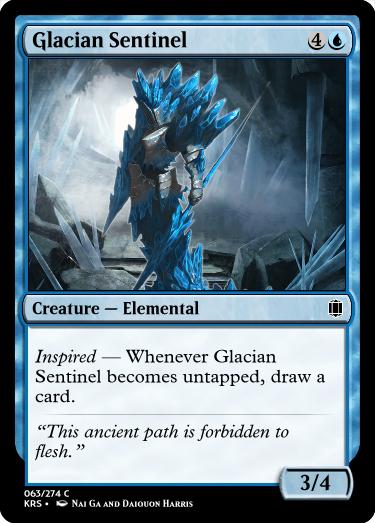 Glacian Sentinel 4
Creature — Elemental
Inspired — Whenever Glacian
Sentinel becomes untapped, draw a
card.
“This ancient path is forbidden to
flesh.”
3/4
063/274 C
KRS • Nai Ga and Daiouon Harris